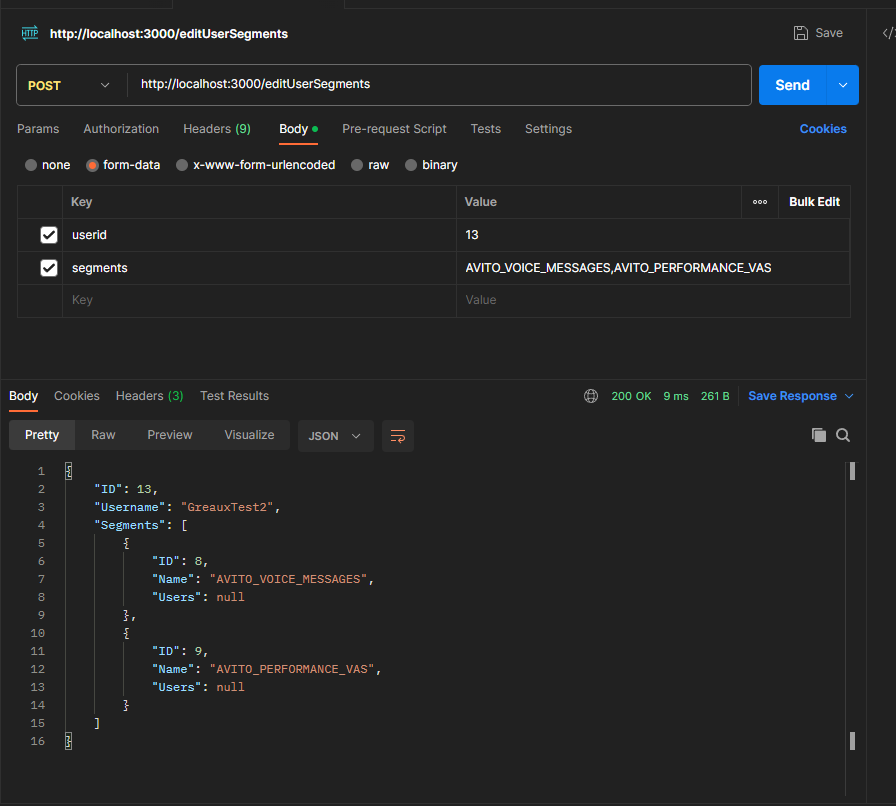 HTTP http://localhost:3000/editUserSegments Save </>
POST http://localhost:3000/editUserSegments Send
Params Authorization Headers (9) Body Pre-request Script Tests Settings Cookies
none form-data x-www-form-urlencoded raw binary
Key Value ooo Bulk Edit
userid 13
segments AVITO_VOICE_MESSAGES,AVITO_PERFORMANCE_VAS
Key Value
Body Cookies Headers (3) Test Results 200 OK 9 ms 261 B Save Response
Pretty Raw Preview Visualize JSON
1 {
2 "ID": 13,
3 "Username": "GreauxTest2",
4 "Segments": [
5 {
6 "ID": 8,
7 "Name": "AVITO_VOICE_MESSAGES",
8 "Users": null
9 },
10 {
11 "ID": 9,
12 "Name": "AVITO_PERFORMANCE_VAS",
13 "Users": null
14 }
15 ]
16 }